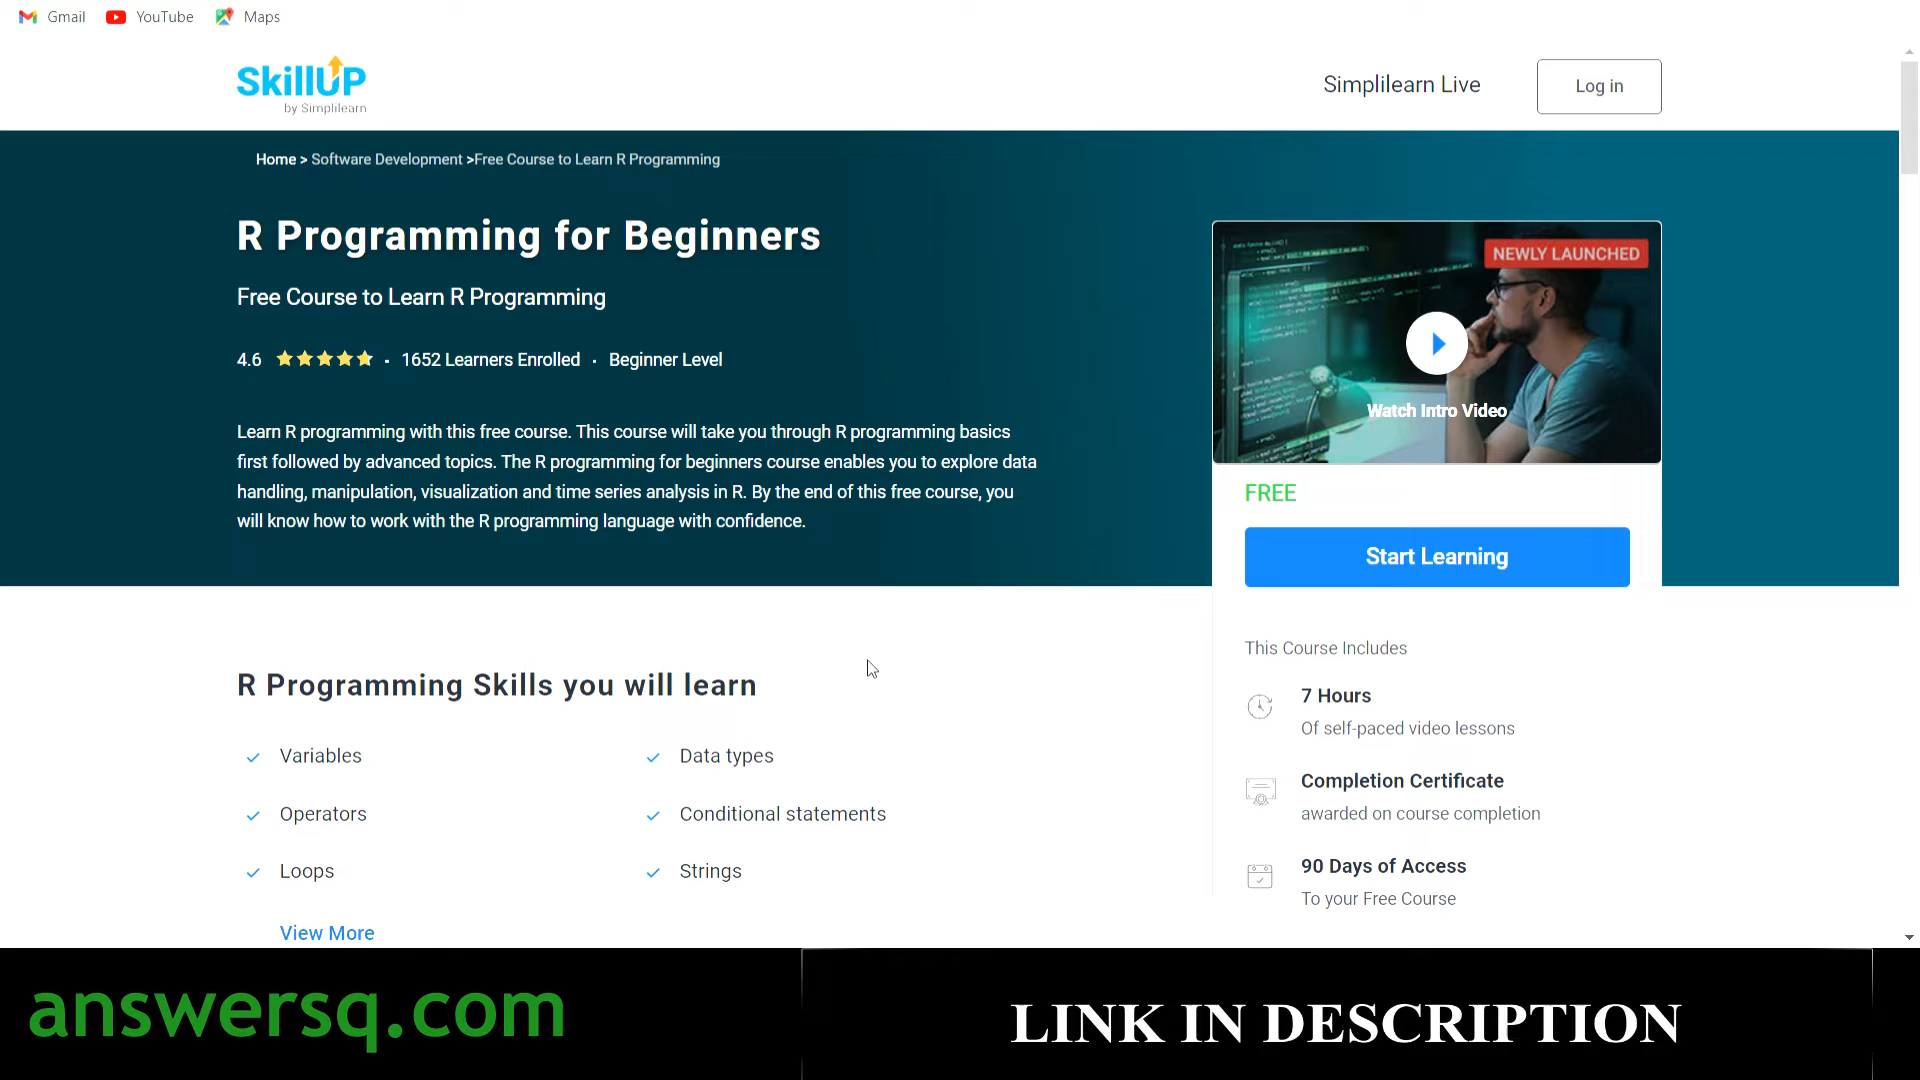 Gmail YouTube Maps
SkillUP
by Simplilearn
Simplilearn Live
Log in
Home > Software Development >Free Course to Learn R Programming
R Programming for Beginners
Free Course to Learn R Programming
4.6 · 1652 Learners Enrolled · Beginner Level
Learn R programming with this free course. This course will take you through R programming basics
first followed by advanced topics. The R programming for beginners course enables you to explore data
handling, manipulation, visualization and time series analysis in R. By the end of this free course, you
will know how to work with the R programming language with confidence.
NEWLY LAUNCHED
Watch Intro Video
FREE
Start Learning
This Course Includes
7 Hours
Of self-paced video lessons
Completion Certificate
awarded on course completion
90 Days of Access
To your Free Course
R Programming Skills you will learn
Variables
Data types
Operators
Conditional statements
Loops
Strings
View More
answersq.com
LINK IN DESCRIPTION